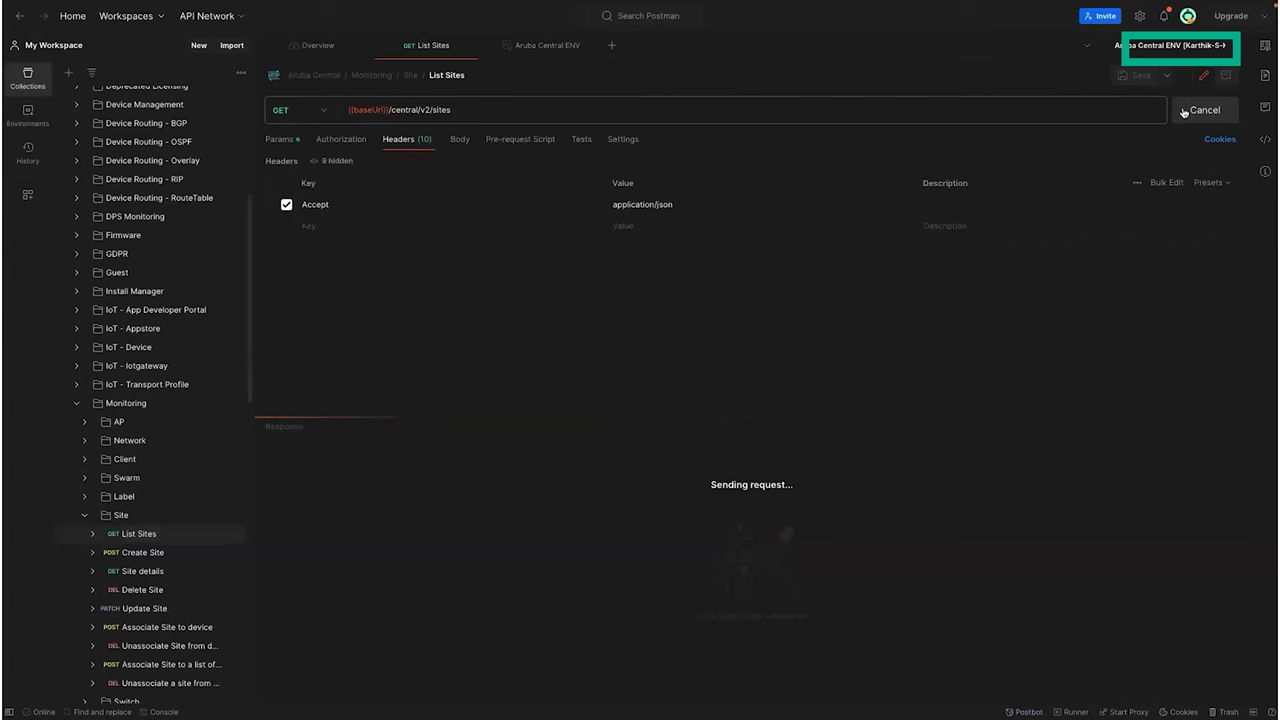 Home Workspaces API Network Search Postman Invite Upgrade
My Workspace New Import Overview GET List Sites Aruba Central ENV Aruba Central ENV [Karthik-S-
Collections
Environments
History
Aruba Central / Monitoring / Site / List Sites Save
GET {{baseUrl}}/central/v2/sites Cancel
Params Authorization Headers (10) Body Pre-request Script Tests Settings Cookies
Headers 9 hidden
Key Value Description Bulk Edit Presets
Accept application/json
Key Value Description
Deprecated Licensing
Device Management
Device Routing - BGP
Device Routing - OSPF
Device Routing - Overlay
Device Routing - RIP
Device Routing - RouteTable
DPS Monitoring
Firmware
GDPR
Guest
Install Manager
IoT - App Developer Portal
IoT - Appstore
IoT - Device
IoT - Iotgateway
IoT - Transport Profile
Monitoring
AP
Network
Client
Swarm
Label
Site
GET List Sites
POST Create Site
GET Site details
DEL Delete Site
PATCH Update Site
POST Associate Site to device
DEL Unassociate Site from d...
POST Associate Site to a list of...
DEL Unassociate a site from ...
Switch
Response
Sending request...
Online Find and replace Console Postbot Runner Start Proxy Cookies Trash